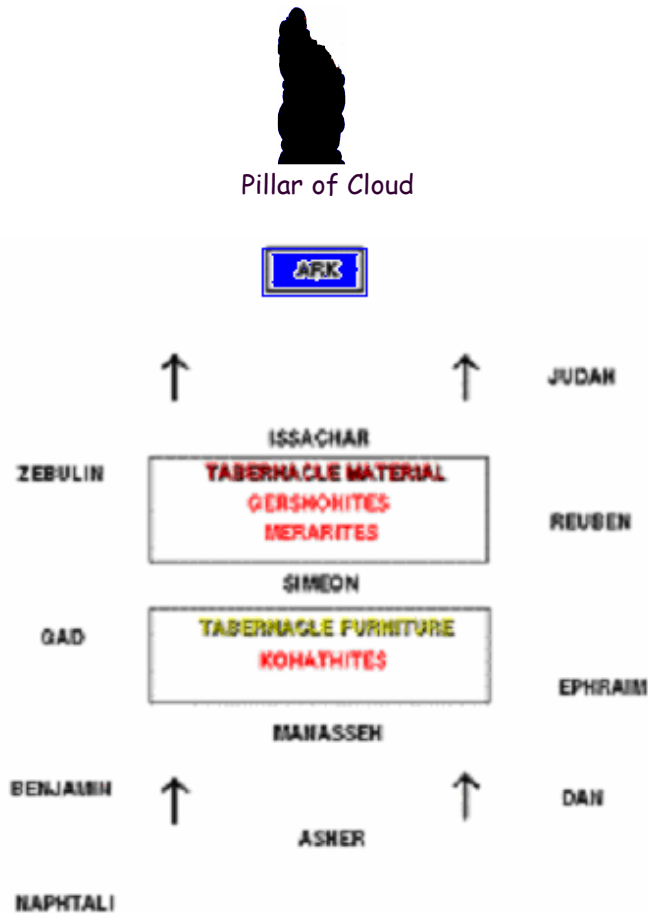 Pillar of Cloud
ARK
JUDAH
ISSACHAR
ZEBULIN
TABERNACLE MATERIAL
GERSHONITES
MERARITES
REUBEN
SIMEON
GAD
TABERNACLE FURNITURE
KOHATHITES
EPHRAIM
MANASSEH
BENJAMIN
DAN
ASHER
NAPHTALI